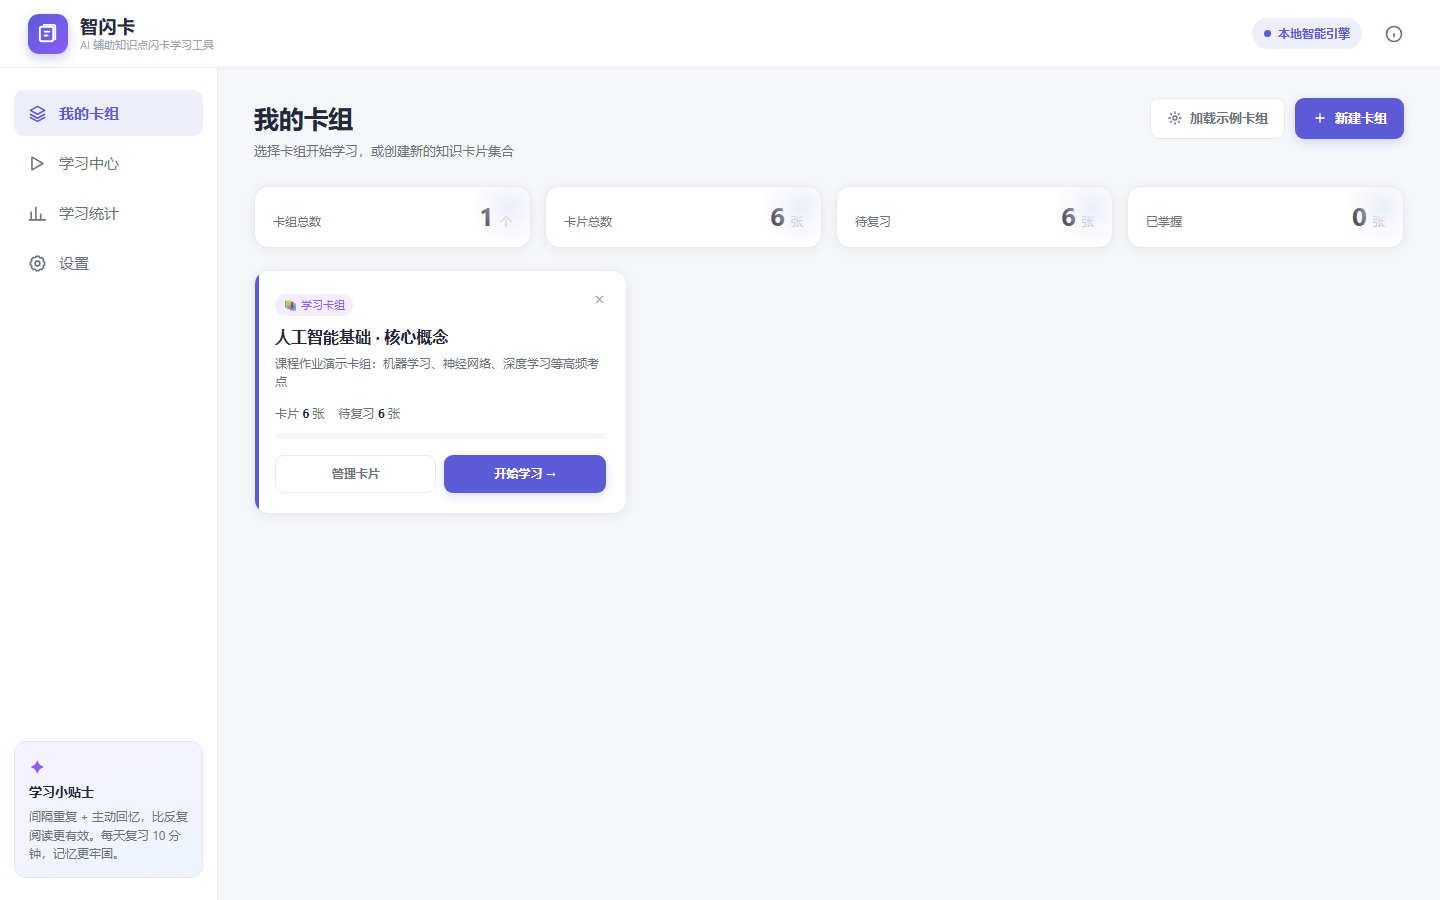 智闪卡
AI 辅助知识点闪卡学习工具
本地智能引擎
我的卡组
学习中心
学习统计
设置
学习小贴士
间隔重复 + 主动回忆，比反复
阅读更有效。每天复习 10 分
钟，记忆更牢固。
我的卡组
选择卡组开始学习，或创建新的知识卡片集合
加载示例卡组
+ 新建卡组
卡组总数 1 个
卡片总数 6 张
待复习 6 张
已掌握 0 张
学习卡组
×
人工智能基础 · 核心概念
课程作业演示卡组：机器学习、神经网络、深度学习等高频考
点
卡片 6 张 待复习 6 张
管理卡片
开始学习 →